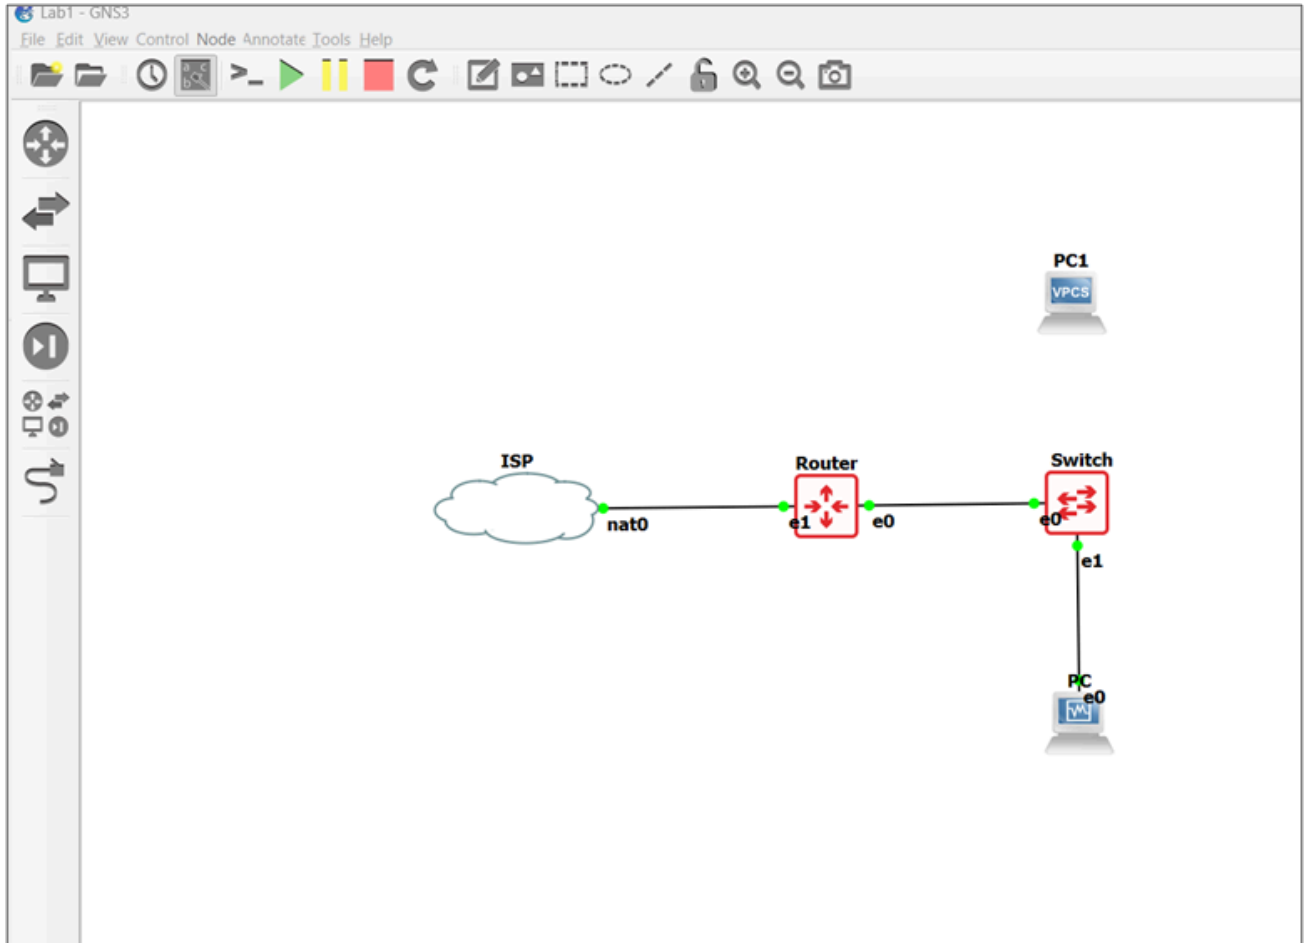 Lab1 - GNS3
File Edit View Control Node Annotate Tools Help
PC1
VPCS
ISP
Router
Switch
nat0
e1
e0
e0
e1
PC
e0